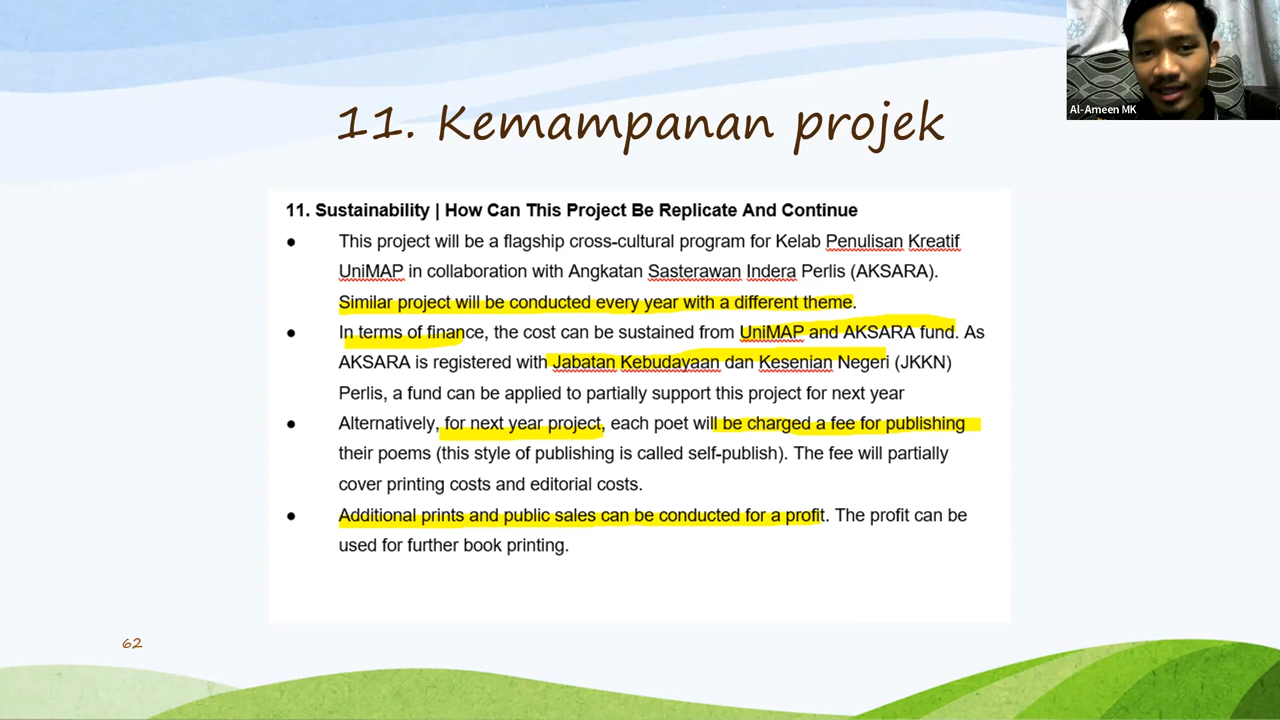 Al-Ameen MK
11. Kemampanan projek
11. Sustainability | How Can This Project Be Replicate And Continue
● This project will be a flagship cross-cultural program for Kelab Penulisan Kreatif
UniMAP in collaboration with Angkatan Sasterawan Indera Perlis (AKSARA).
Similar project will be conducted every year with a different theme.
● In terms of finance, the cost can be sustained from UniMAP and AKSARA fund. As
AKSARA is registered with Jabatan Kebudayaan dan Kesenian Negeri (JKKN)
Perlis, a fund can be applied to partially support this project for next year
● Alternatively, for next year project, each poet will be charged a fee for publishing
their poems (this style of publishing is called self-publish). The fee will partially
cover printing costs and editorial costs.
● Additional prints and public sales can be conducted for a profit. The profit can be
used for further book printing.
62